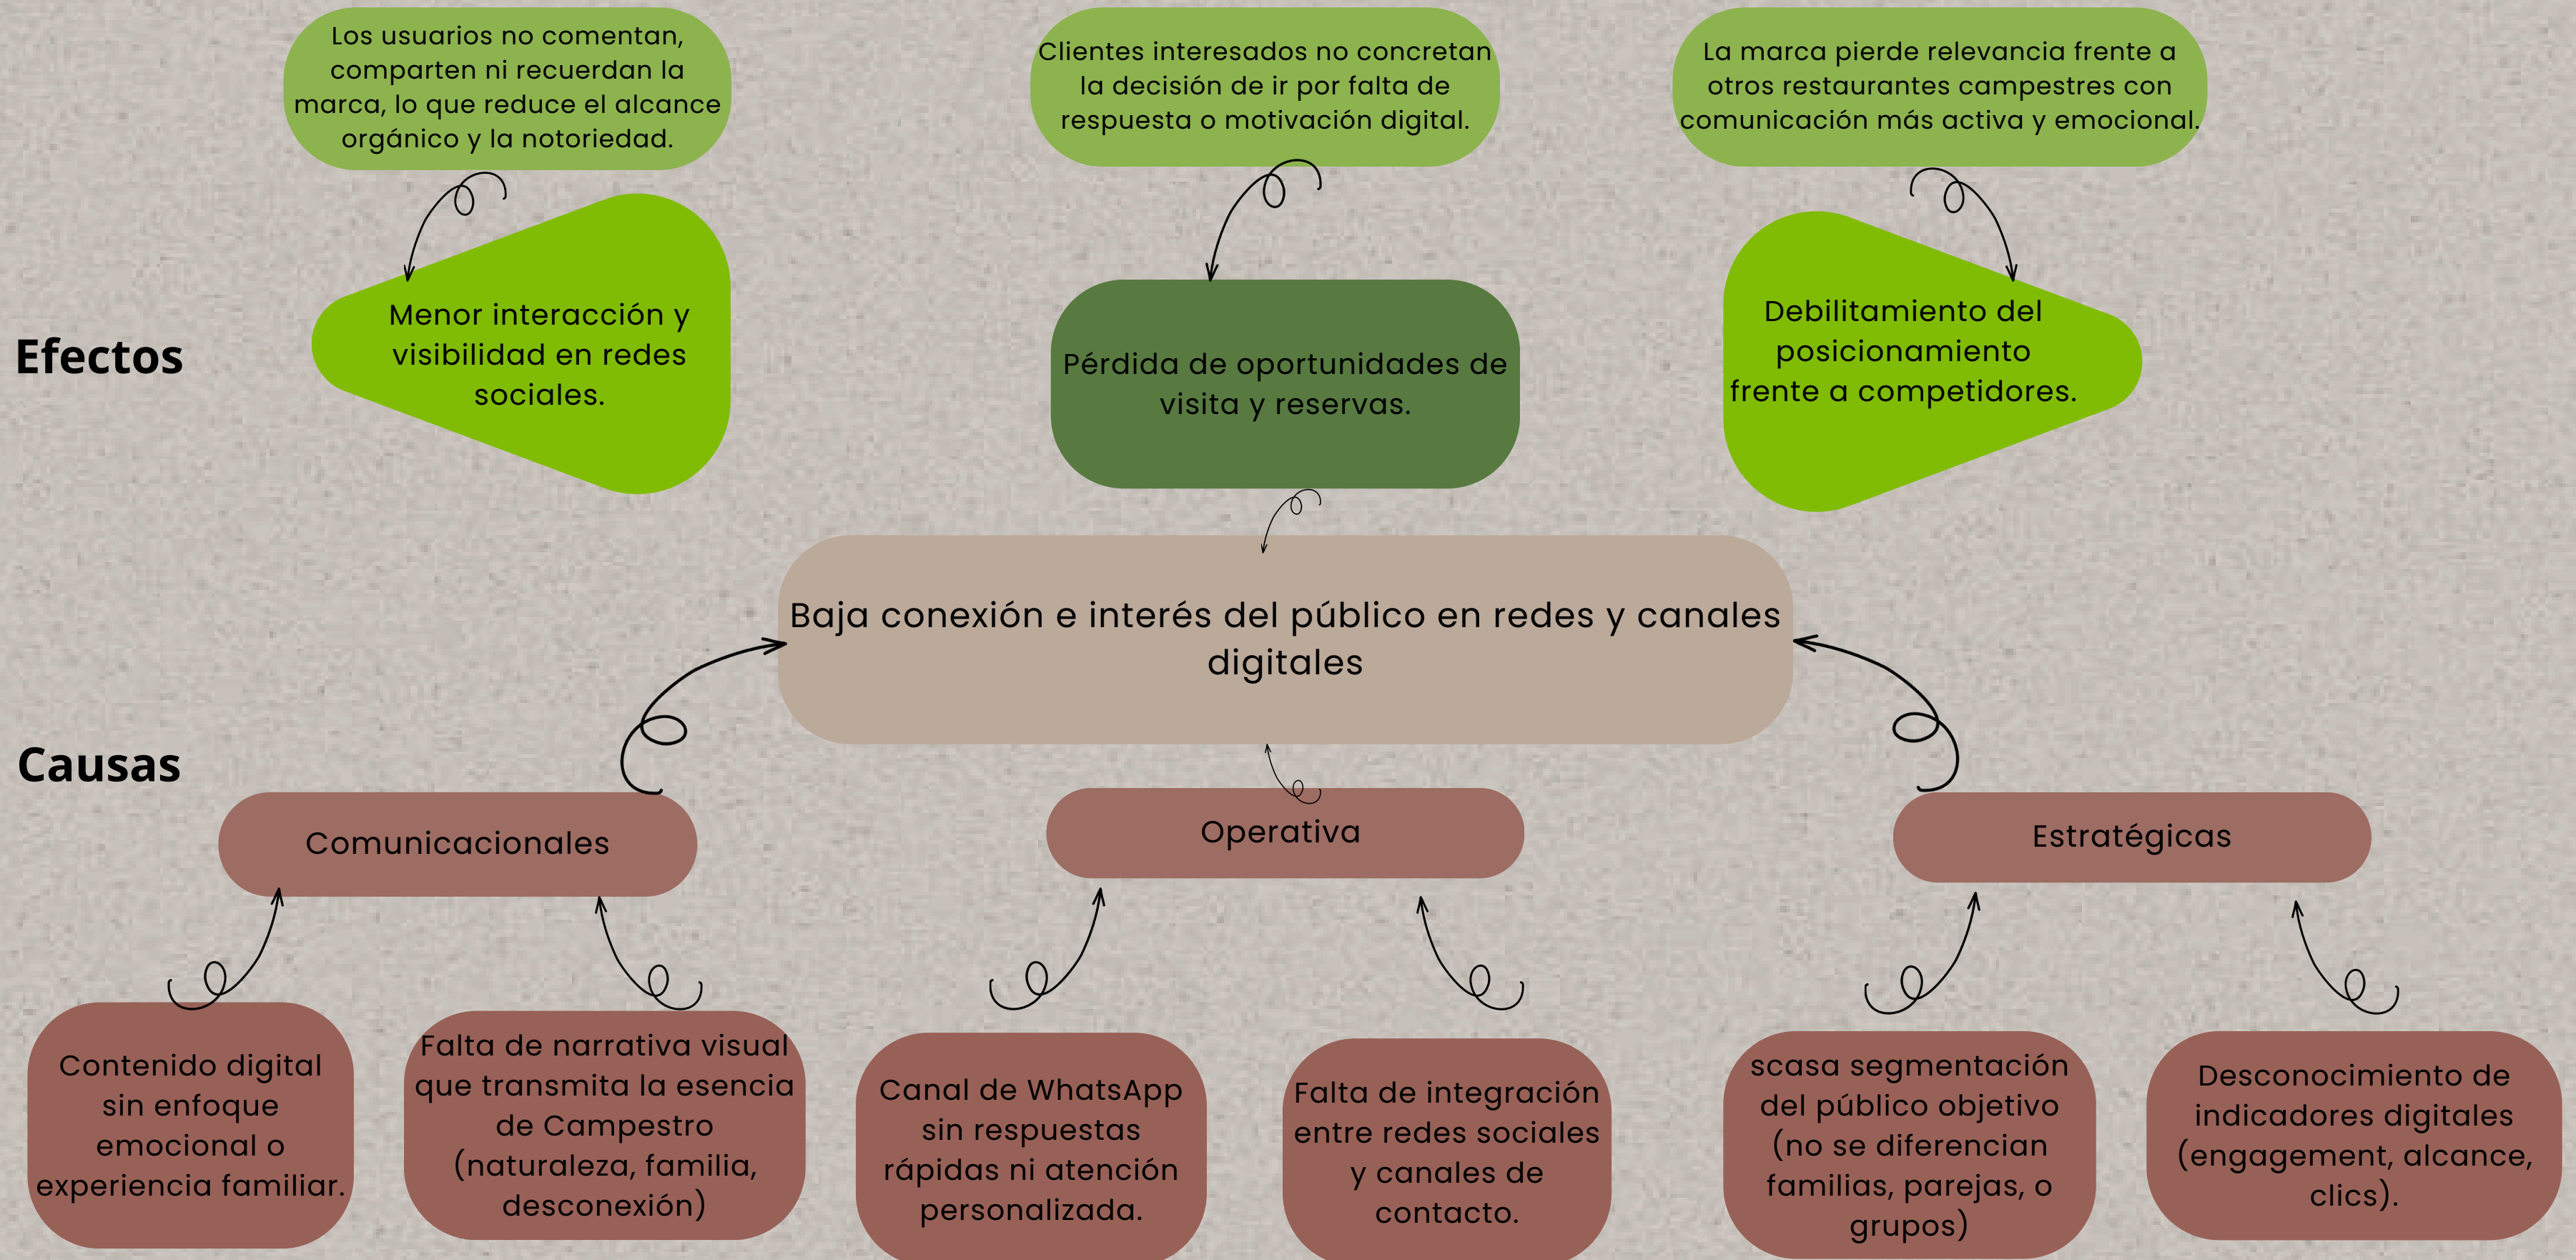 Los usuarios no comentan,
comparten ni recuerdan la
marca, lo que reduce el alcance
orgánico y la notoriedad.
Clientes interesados no concretan
la decisión de ir por falta de
respuesta o motivación digital.
La marca pierde relevancia frente a
otros restaurantes campestres con
comunicación más activa y emocional.
Efectos
Menor interacción y
visibilidad en redes
sociales.
Pérdida de oportunidades de
visita y reservas.
Debilitamiento del
posicionamiento
frente a competidores.
Baja conexión e interés del público en redes y canales
digitales
Causas
Comunicacionales
Operativa
Estratégicas
Contenido digital
sin enfoque
emocional o
experiencia familiar.
Falta de narrativa visual
que transmita la esencia
de Campestro
(naturaleza, familia,
desconexión)
Canal de WhatsApp
sin respuestas
rápidas ni atención
personalizada.
Falta de integración
entre redes sociales
y canales de
contacto.
scasa segmentación
del público objetivo
(no se diferencian
familias, parejas, o
grupos)
Desconocimiento de
indicadores digitales
(engagement, alcance,
clics).